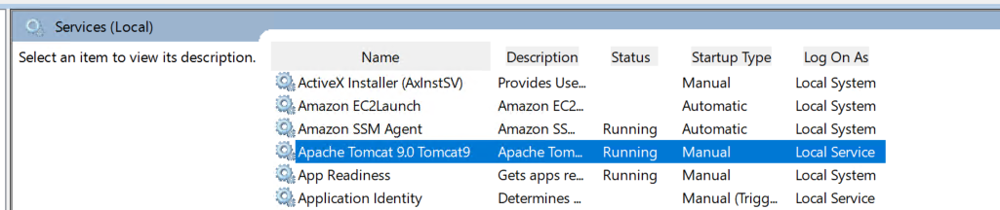 Services (Local)
Select an item to view its description.
Name Description Status Startup Type Log On As
ActiveX Installer (AxInstSV) Provides Use... Manual Local System
Amazon EC2Launch Amazon EC2... Automatic Local System
Amazon SSM Agent Amazon SS... Running Automatic Local System
Apache Tomcat 9.0 Tomcat9 Apache Tom... Running Manual Local Service
App Readiness Gets apps re... Running Manual Local System
Application Identity Determines ... Manual (Trigg... Local Service